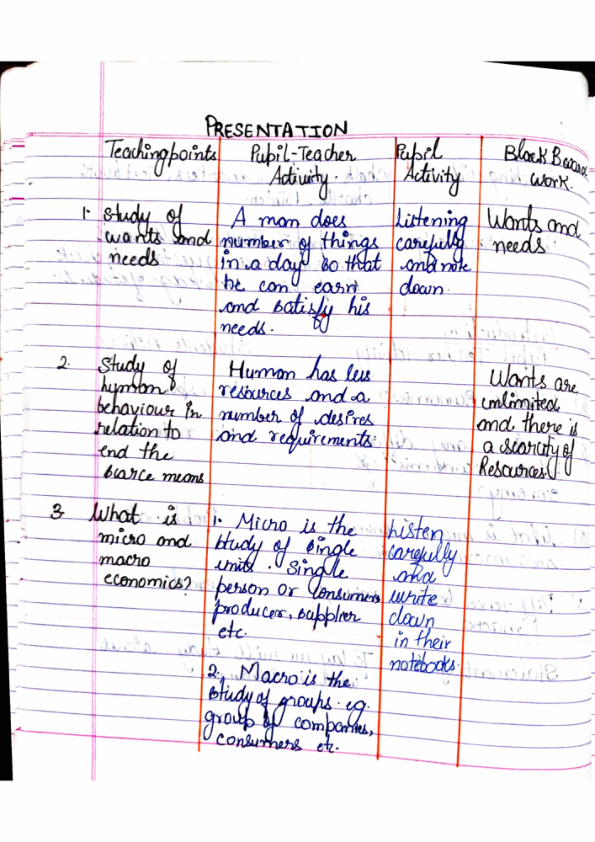 PRESENTATION
Teaching points
Pupil-Teacher
Activity.
Pupil
Activity
Black Board
work.
1. Study of
wants and
needs
A man does
number of things
in a day so that
he can earn
and satisfy his
needs.
Listening
carefully
and note
down.
Wants and
needs
2. Study of
human
behaviour in
relation to
end the
scarce means
Human has less
resources and a
number of desires
and requirements.
Wants are
unlimited
and there is
a scarcity of
Resources
3. What is
micro and
macro
economics?
1. Micro is the
study of single
units. Single
person or consumers
producer, supplier
etc.
2. Macro is the
study of groups. eg.
group of companies,
consumers etc.
Listen
carefully
and
write
down
in their
notebooks.